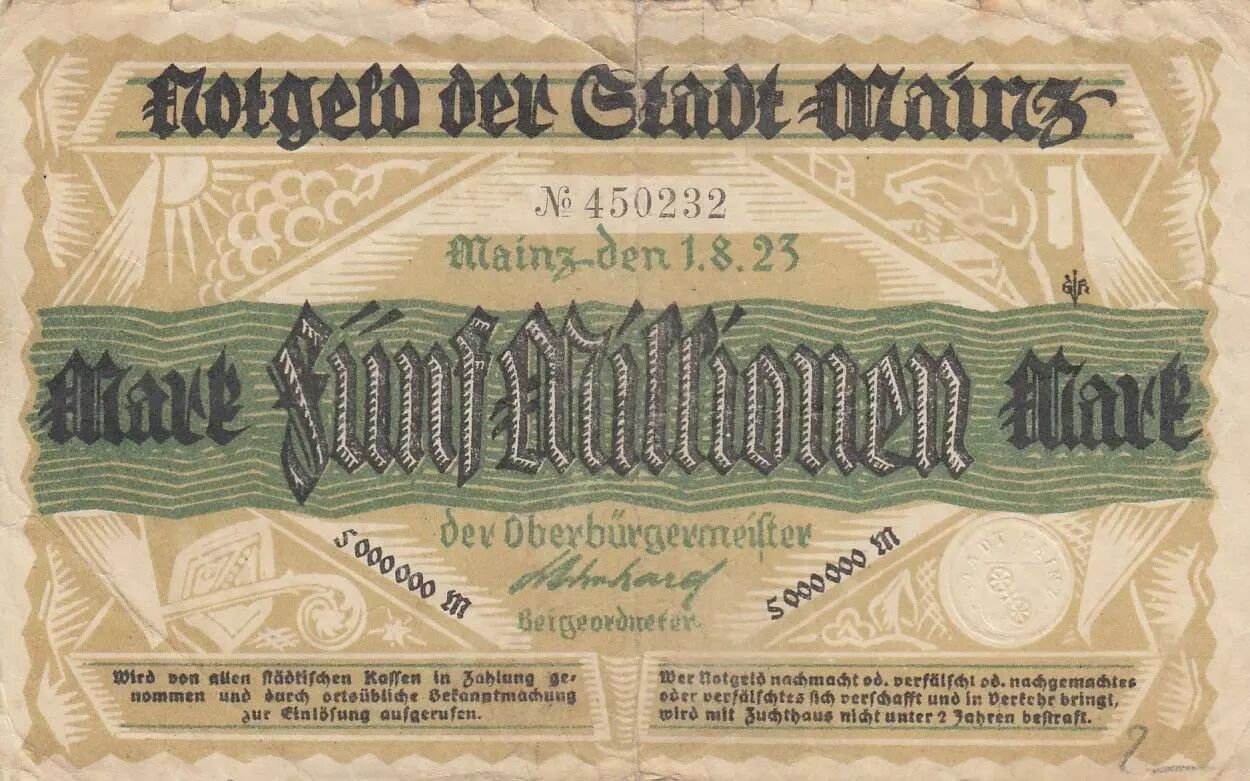 Notgeld der Stadt Mainz
№ 450232
Mainz den 1.8.23
Mark Fünf Millionen Mark
der Oberbürgermeister
5000000 M
5000000 M
Beigeordneter
STADT MEINZ
Wird von allen städtischen Kassen in Zahlung ge-
nommen und durch ortsübliche Bekanntmachung
zur Einlösung aufgerufen.
Wer Notgeld nachmacht od. verfälscht od. nachgemachtes
oder verfälschtes sich verschafft und in Verkehr bringt,
wird mit Zuchthaus nicht unter 2 Jahren bestraft.